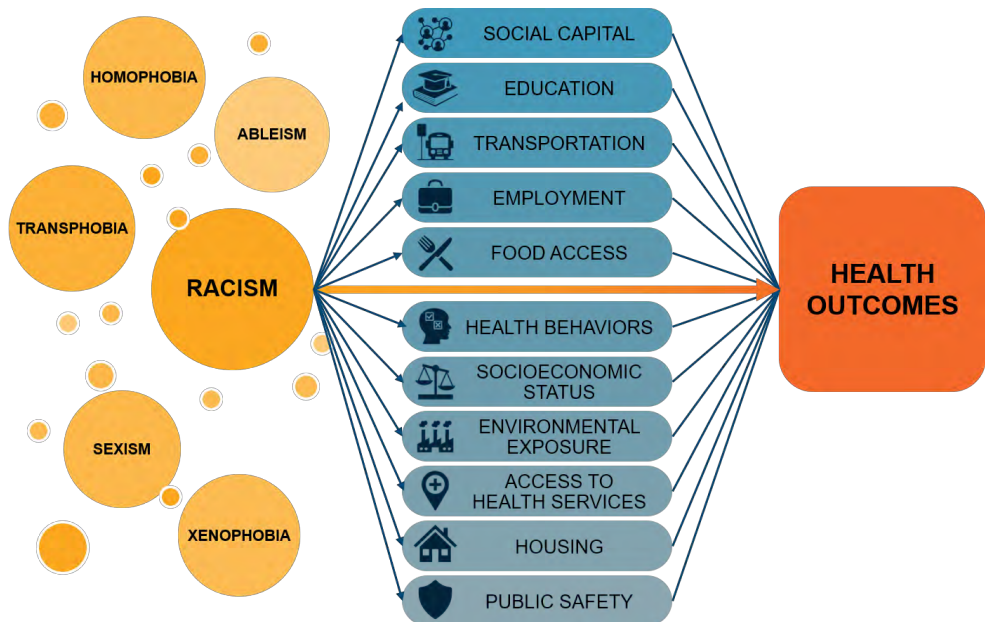 HOMOPHOBIA
ABLEISM
TRANSPHOBIA
RACISM
SEXISM
XENOPHOBIA
SOCIAL CAPITAL
EDUCATION
TRANSPORTATION
EMPLOYMENT
FOOD ACCESS
HEALTH BEHAVIORS
SOCIOECONOMIC
STATUS
ENVIRONMENTAL
EXPOSURE
ACCESS TO
HEALTH SERVICES
HOUSING
PUBLIC SAFETY
HEALTH
OUTCOMES